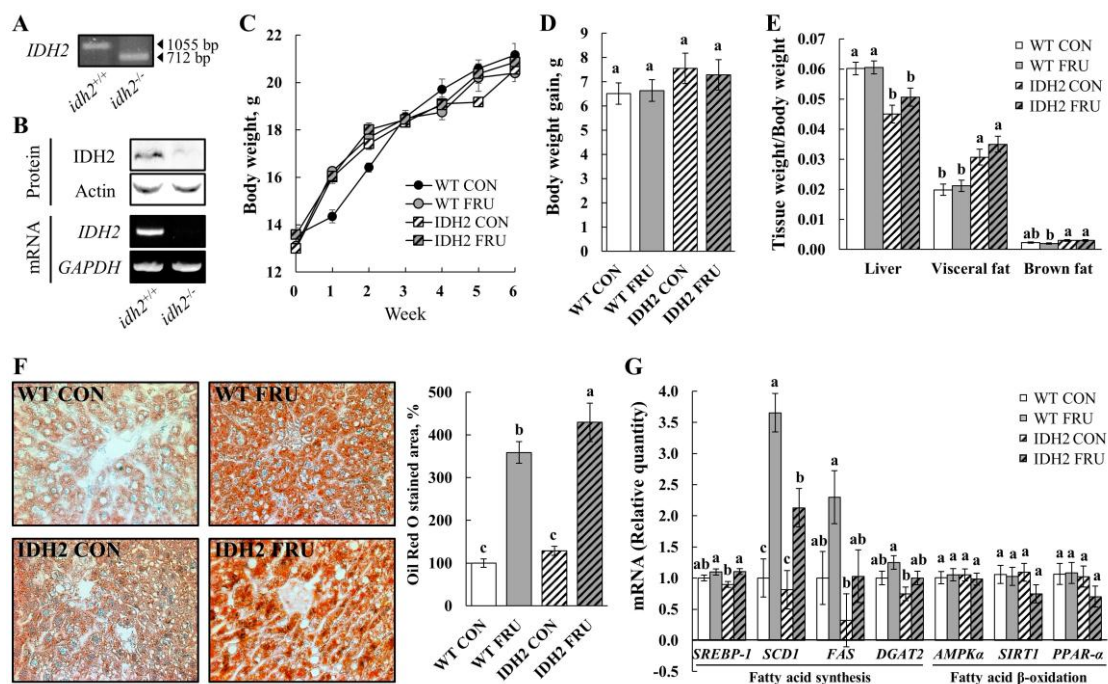 A
IDH2
1055 bp
712 bp
idh2+/+
idh2-/-
B
Protein
IDH2
Actin
mRNA
IDH2
GAPDH
idh2+/+
idh2-/-
C
Body weight, g
22
20
18
16
14
12
0 1 2 3 4 5 6
Week
WT CON
WT FRU
IDH2 CON
IDH2 FRU
D
Body weight gain, g
9
8
7
6
5
4
3
2
1
0
a a a a
WT CON
WT FRU
IDH2 CON
IDH2 FRU
E
Tissue weight/Body weight
0.07
0.06
0.05
0.04
0.03
0.02
0.01
0.00
a a b b
b b a a
ab b a a
Liver Visceral fat Brown fat
WT CON
WT FRU
IDH2 CON
IDH2 FRU
F
WT CON
WT FRU
IDH2 CON
IDH2 FRU
Oil Red O stained area, %
500
400
300
200
100
0
c b c a
WT CON
WT FRU
IDH2 CON
IDH2 FRU
G
mRNA (Relative quantity)
4.0
3.5
3.0
2.5
2.0
1.5
1.0
0.5
0.0
-0.5
ab a b a
c a c b
ab a b ab
ab a b ab
a a a a
a a a a
a a a a
SREBP-1 SCD1 FAS DGAT2 AMPKα SIRT1 PPAR-α
Fatty acid synthesis Fatty acid β-oxidation
WT CON
WT FRU
IDH2 CON
IDH2 FRU